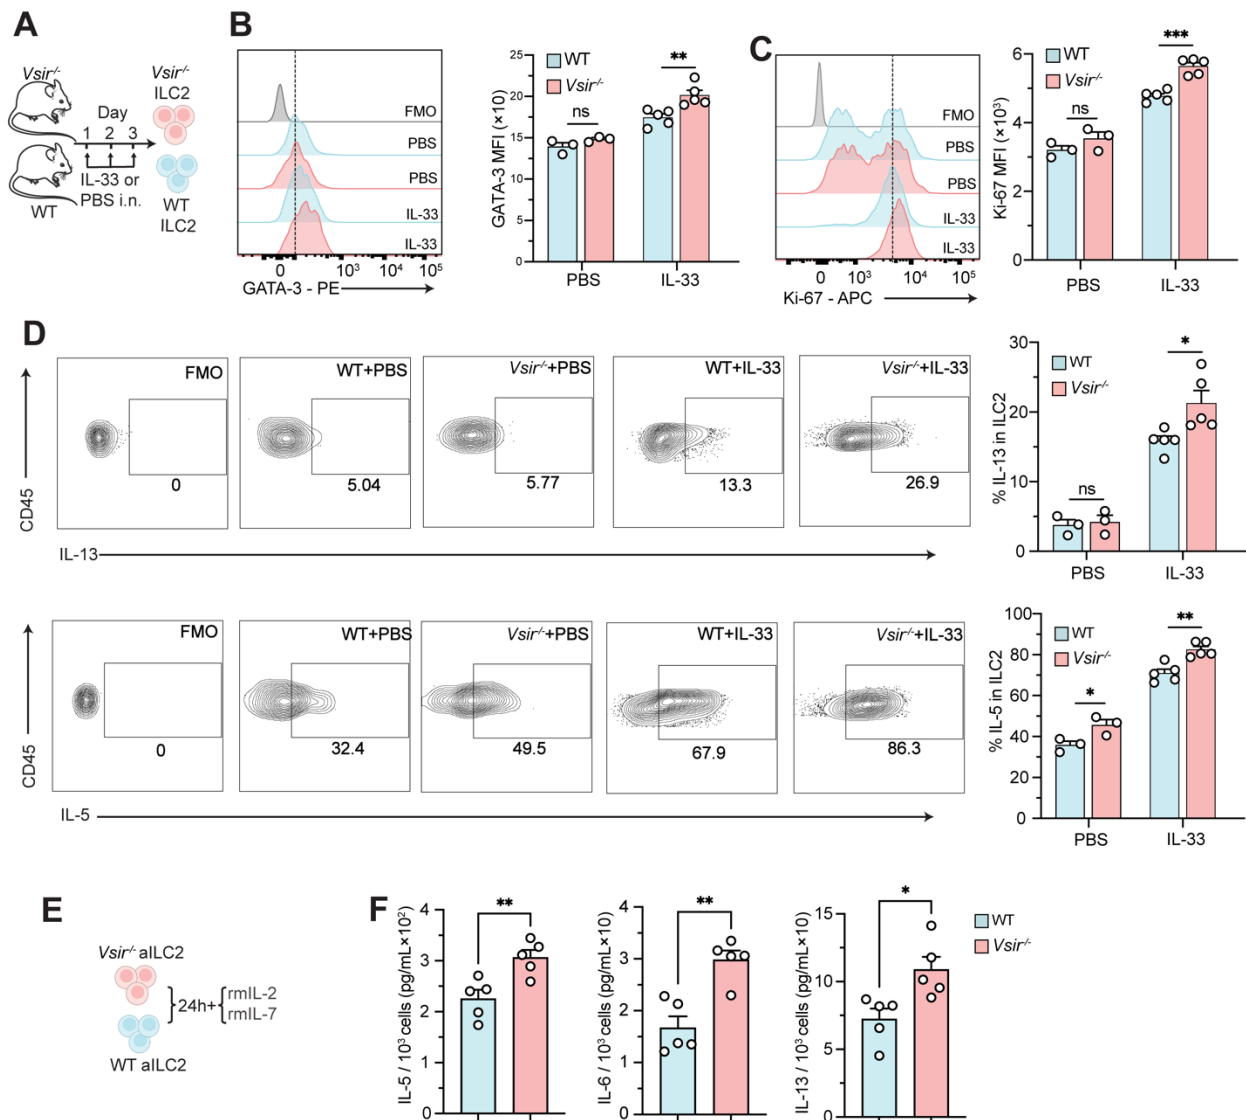 A
Vsir-/-
Vsir-/-
ILC2
Day
1 2 3
IL-33 or
PBS i.n.
WT
WT
ILC2
B
FMO
PBS
PBS
IL-33
IL-33
0 10³ 10⁴ 10⁵
GATA-3 - PE
GATA-3 MFI (×10)
25
20
15
10
5
0
WT
Vsir-/-
ns
**
PBS IL-33
C
FMO
PBS
PBS
IL-33
IL-33
0 10³ 10⁴ 10⁵
Ki-67 - APC
Ki-67 MFI (×10³)
6
4
2
0
WT
Vsir-/-
ns
***
PBS IL-33
D
CD45
FMO
0
WT+PBS
5.04
Vsir-/-+PBS
5.77
WT+IL-33
13.3
Vsir-/-+IL-33
26.9
IL-13
% IL-13 in ILC2
30
20
10
0
WT
Vsir-/-
ns
*
PBS IL-33
CD45
FMO
0
WT+PBS
32.4
Vsir-/-+PBS
49.5
WT+IL-33
67.9
Vsir-/-+IL-33
86.3
IL-5
% IL-5 in ILC2
100
80
60
40
20
0
WT
Vsir-/-
*
**
PBS IL-33
E
Vsir-/- aILC2
24h+
rmIL-2
rmIL-7
WT aILC2
F
IL-5 / 10³ cells (pg/mL×10²)
4
3
2
1
0
**
IL-6 / 10³ cells (pg/mL×10)
4
3
2
1
0
**
IL-13 / 10³ cells (pg/mL×10)
15
10
5
0
*
WT
Vsir-/-